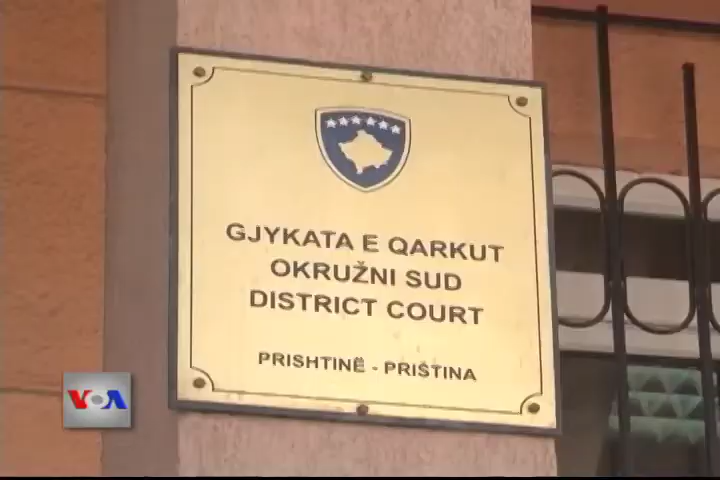 GJYKATA E QARKUT
OKRUŽNI SUD
DISTRICT COURT
PRISHTINË - PRIŠTINA
VOA